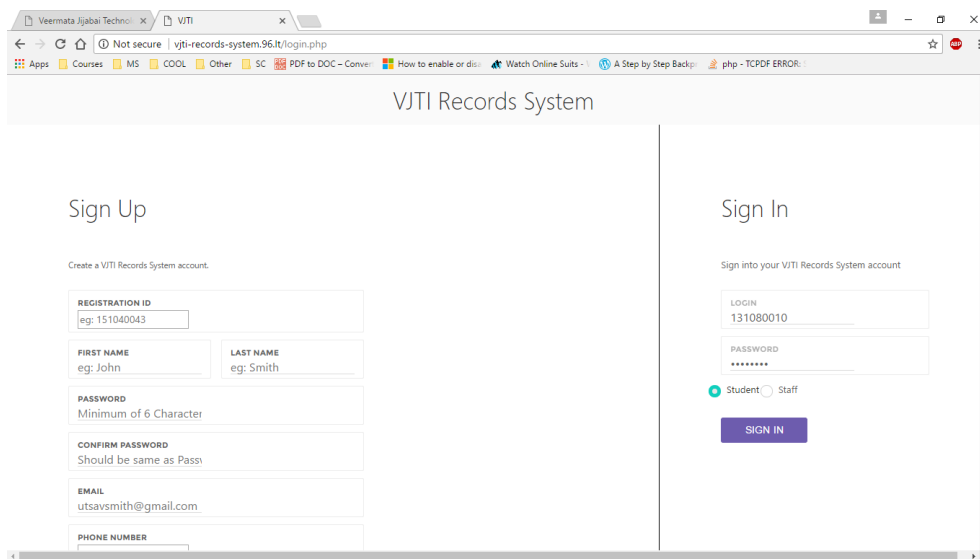 Veermata Jijabai Technol
VJTI
Not secure | vjti-records-system.96.lt/login.php
ABP
Apps Courses MS COOL Other SC PDF to DOC – Conver How to enable or disa Watch Online Suits - A Step by Step Backpr php - TCPDF ERROR:
VJTI Records System
Sign Up
Create a VJTI Records System account.
REGISTRATION ID
eg: 151040043
FIRST NAME LAST NAME
eg: John eg: Smith
PASSWORD
Minimum of 6 Character
CONFIRM PASSWORD
Should be same as Passv
EMAIL
utsavsmith@gmail.com
PHONE NUMBER
Sign In
Sign into your VJTI Records System account
LOGIN
131080010
PASSWORD
••••••••
Student Staff
SIGN IN